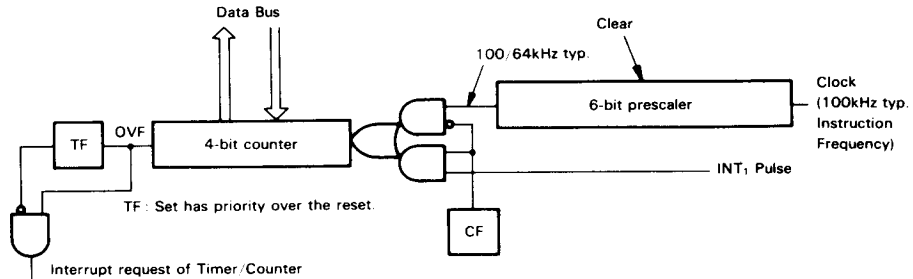 Data Bus
Clear
100/64kHz typ.
6-bit prescaler
Clock
(100kHz typ.
Instruction
Frequency)
TF
OVF
4-bit counter
INT₁ Pulse
TF : Set has priority over the reset.
CF
Interrupt request of Timer/Counter